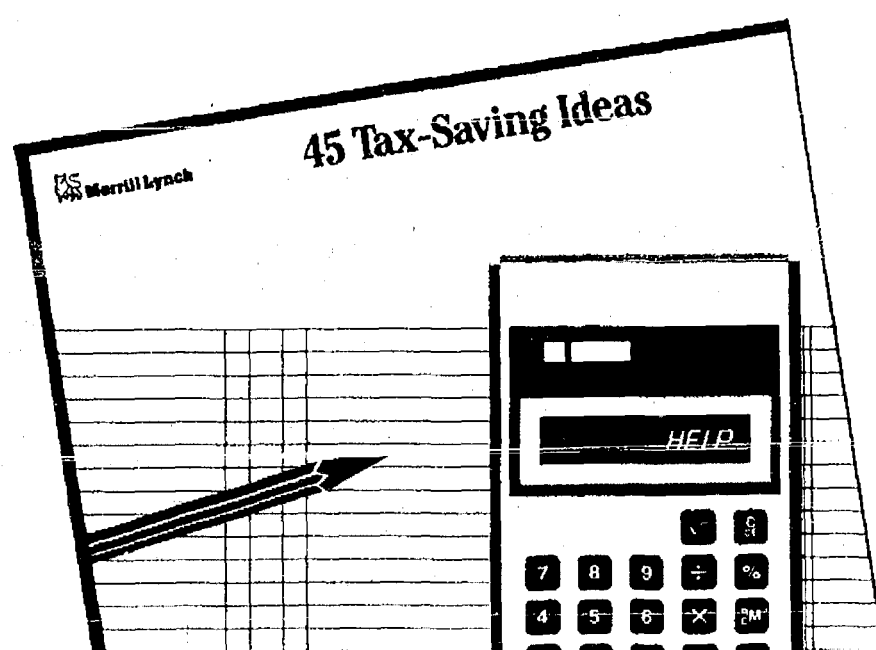 45 Tax-Saving Ideas
Merrill Lynch
HELP
√
7 8 9 ÷ %
4 5 6 X